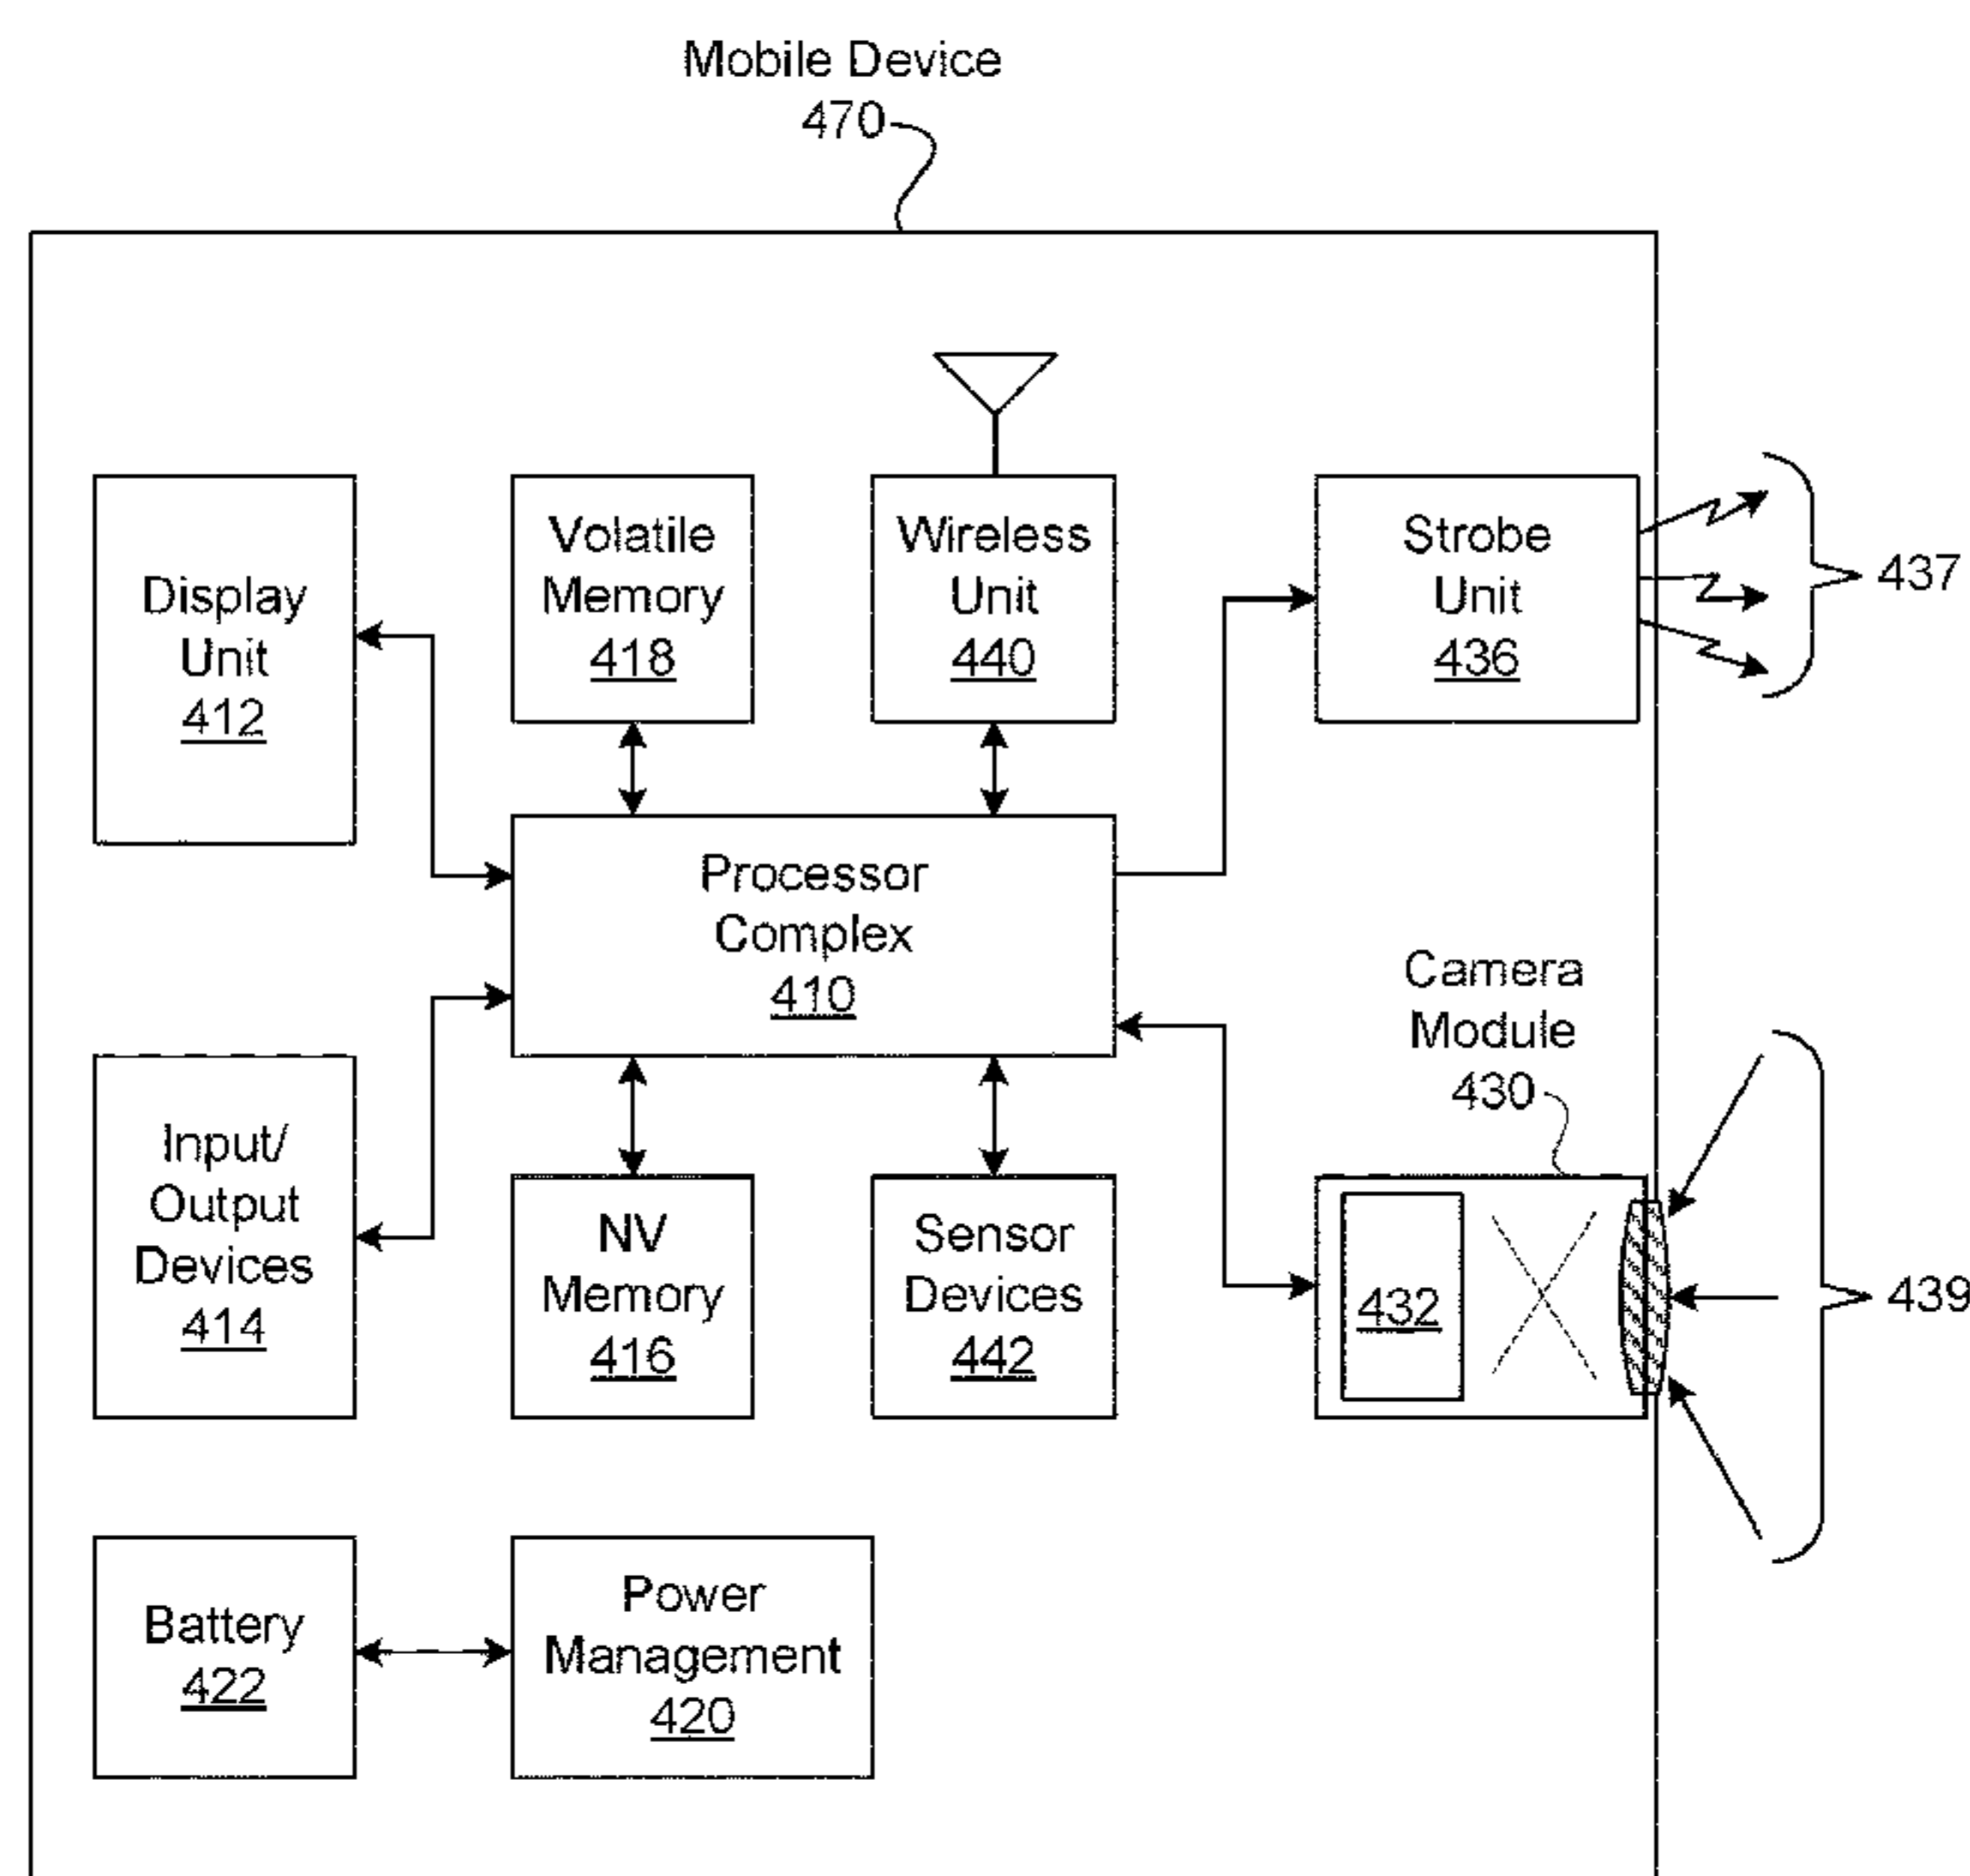 Mobile Device
470
Display
Unit
412
Volatile
Memory
418
Wireless
Unit
440
Strobe
Unit
436
437
Processor
Complex
410
Camera
Module
430
Input/
Output
Devices
414
NV
Memory
416
Sensor
Devices
442
432
439
Battery
422
Power
Management
420